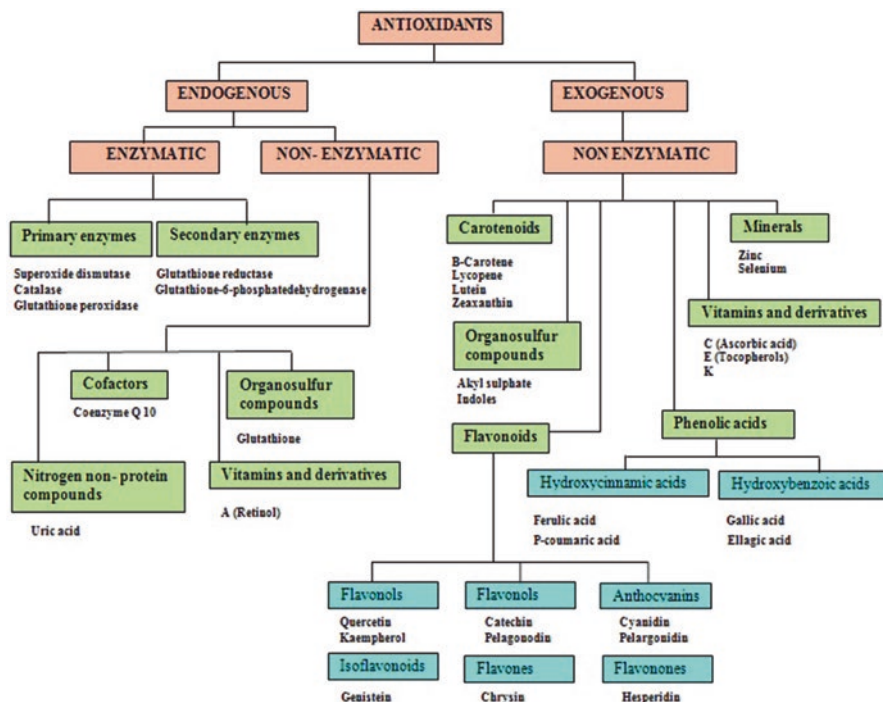 ANTIOXIDANTS
ENDOGENOUS
EXOGENOUS
ENZYMATIC
NON- ENZYMATIC
NON ENZYMATIC
Primary enzymes
Superoxide dismutase
Catalase
Glutathione peroxidase
Secondary enzymes
Glutathione reductase
Glutathione-6-phosphatedehydrogenase
Cofactors
Coenzyme Q 10
Organosulfur
compounds
Glutathione
Nitrogen non- protein
compounds
Uric acid
Vitamins and derivatives
A (Retinol)
Carotenoids
B-Carotene
Lycopene
Lutein
Zeaxanthin
Minerals
Zinc
Selenium
Organosulfur
compounds
Akyl sulphate
Indoles
Vitamins and derivatives
C (Ascorbic acid)
E (Tocopherols)
K
Flavonoids
Phenolic acids
Hydroxycinnamic acids
Ferulic acid
P-coumaric acid
Hydroxybenzoic acids
Gallic acid
Ellagic acid
Flavonols
Quercetin
Kaempherol
Flavonols
Catechin
Pelagonodin
Anthocvanins
Cyanidin
Pelargonidin
Isoflavonoids
Genistein
Flavones
Chrysin
Flavonones
Hesperidin